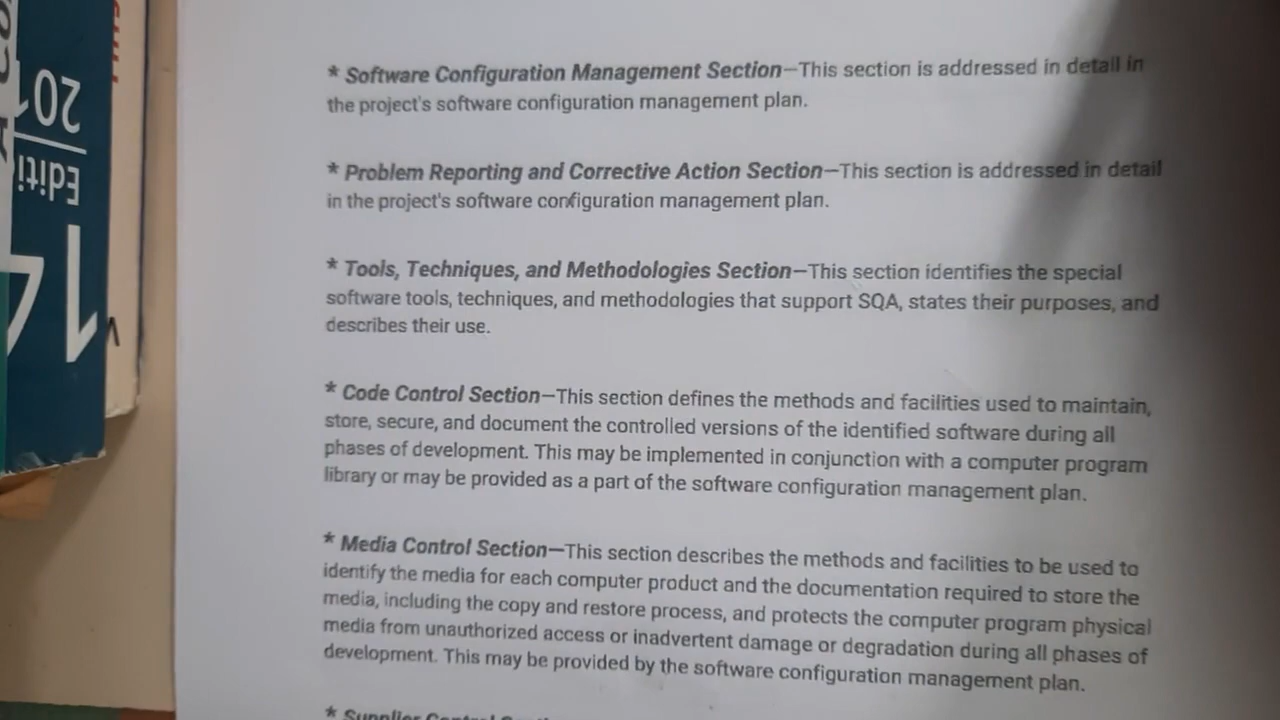 * Software Configuration Management Section—This section is addressed in detail in
the project's software configuration management plan.
* Problem Reporting and Corrective Action Section—This section is addressed in detail
in the project's software configuration management plan.
* Tools, Techniques, and Methodologies Section—This section identifies the special
software tools, techniques, and methodologies that support SQA, states their purposes, and
describes their use.
* Code Control Section—This section defines the methods and facilities used to maintain,
store, secure, and document the controlled versions of the identified software during all
phases of development. This may be implemented in conjunction with a computer program
library or may be provided as a part of the software configuration management plan.
* Media Control Section—This section describes the methods and facilities to be used to
identify the media for each computer product and the documentation required to store the
media, including the copy and restore process, and protects the computer program physical
media from unauthorized access or inadvertent damage or degradation during all phases of
development. This may be provided by the software configuration management plan.
* Supplier Control
20
Editi
1